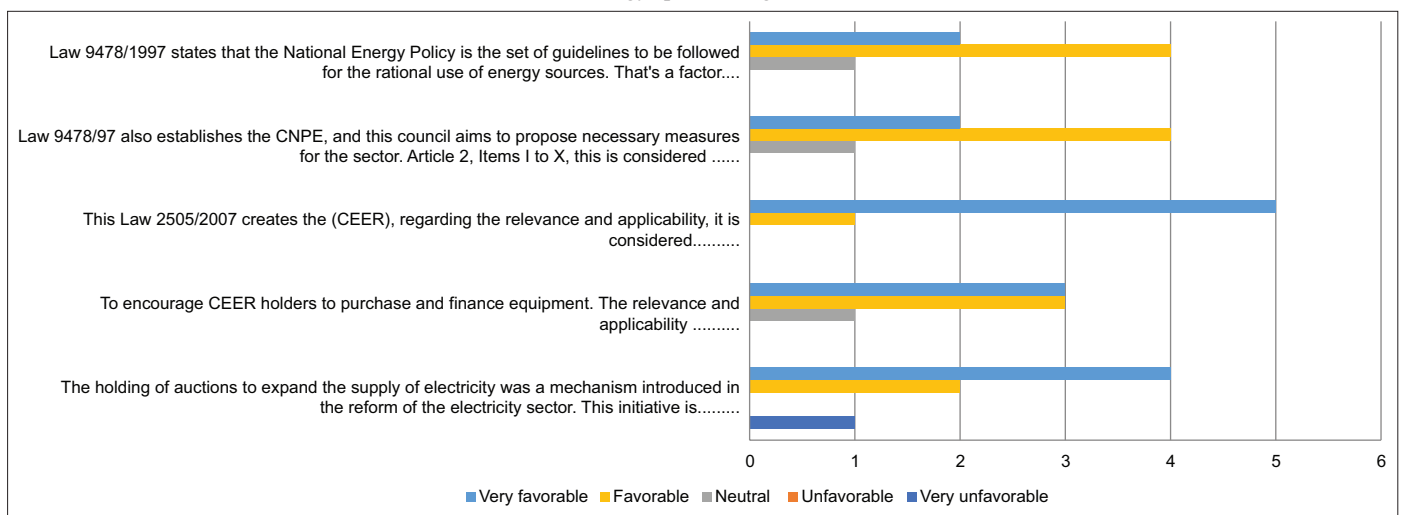 Law 9478/1997 states that the National Energy Policy is the set of guidelines to be followed
for the rational use of energy sources. That's a factor....
Law 9478/97 also establishes the CNPE, and this council aims to propose necessary measures
for the sector. Article 2, Items I to X, this is considered ......
This Law 2505/2007 creates the (CEER), regarding the relevance and applicability, it is
considered..........
To encourage CEER holders to purchase and finance equipment. The relevance and
applicability ..........
The holding of auctions to expand the supply of electricity was a mechanism introduced in
the reform of the electricity sector. This initiative is.........
0 1 2 3 4 5 6
Very favorable Favorable Neutral Unfavorable Very unfavorable